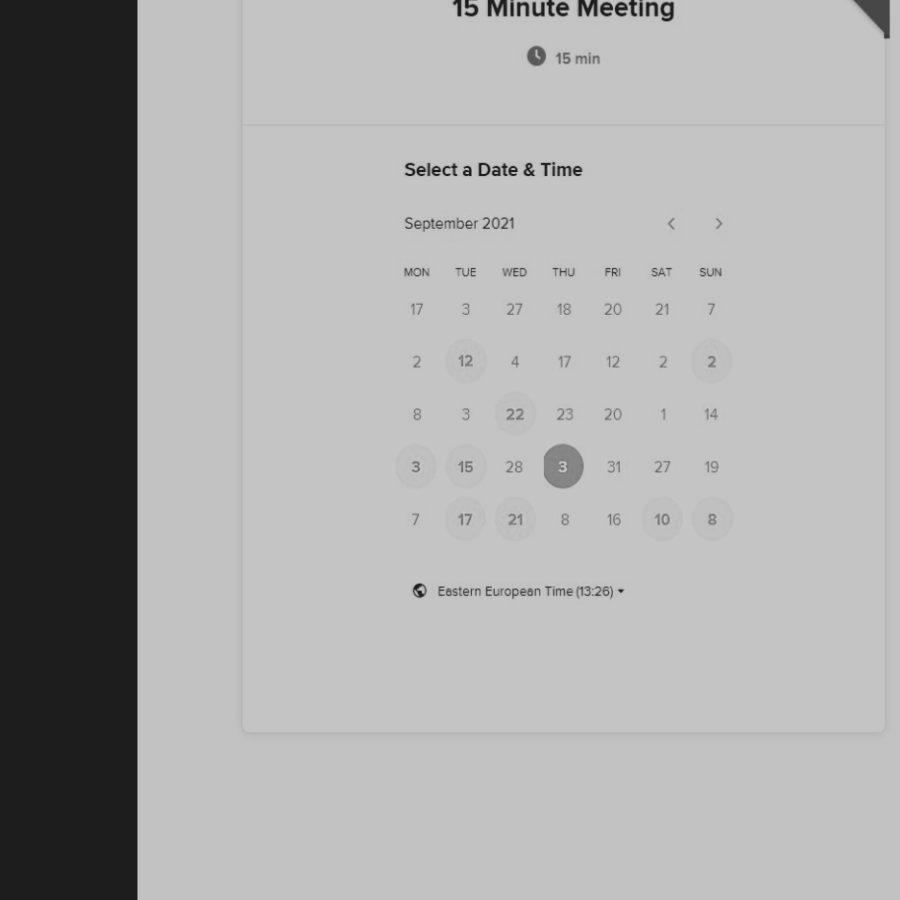 15 Minute Meeting
15 min
Select a Date & Time
September 2021
MON TUE WED THU FRI SAT SUN
17 3 27 18 20 21 7
2 12 4 17 12 2 2
8 3 22 23 20 1 14
3 15 28 3 31 27 19
7 17 21 8 16 10 8
Eastern European Time (13:26)